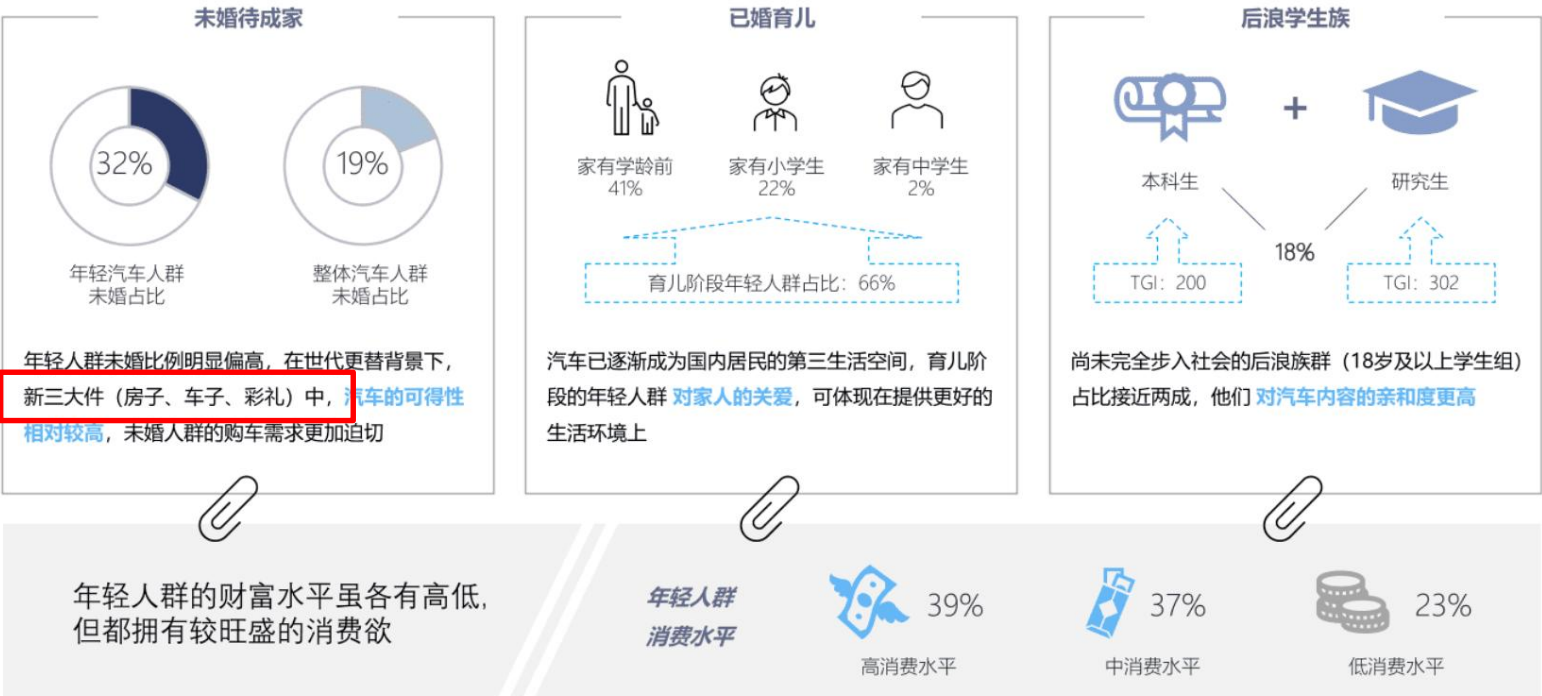 未婚待成家
32%
19%
年轻汽车人群
未婚占比
整体汽车人群
未婚占比
年轻人群未婚比例明显偏高，在世代更替背景下，
新三大件（房子、车子、彩礼）中，汽车的可得性
相对较高，未婚人群的购车需求更加迫切
已婚育儿
家有学龄前
41%
家有小学生
22%
家有中学生
2%
育儿阶段年轻人群占比：66%
汽车已逐渐成为国内居民的第三生活空间，育儿阶
段的年轻人群 对家人的关爱，可体现在提供更好的
生活环境上
后浪学生族
+
本科生
研究生
18%
TGI：200
TGI：302
尚未完全步入社会的后浪族群（18岁及以上学生组）
占比接近两成，他们 对汽车内容的亲和度更高
年轻人群的财富水平虽各有高低，
但都拥有较旺盛的消费欲
年轻人群
消费水平
39%
高消费水平
37%
中消费水平
23%
低消费水平